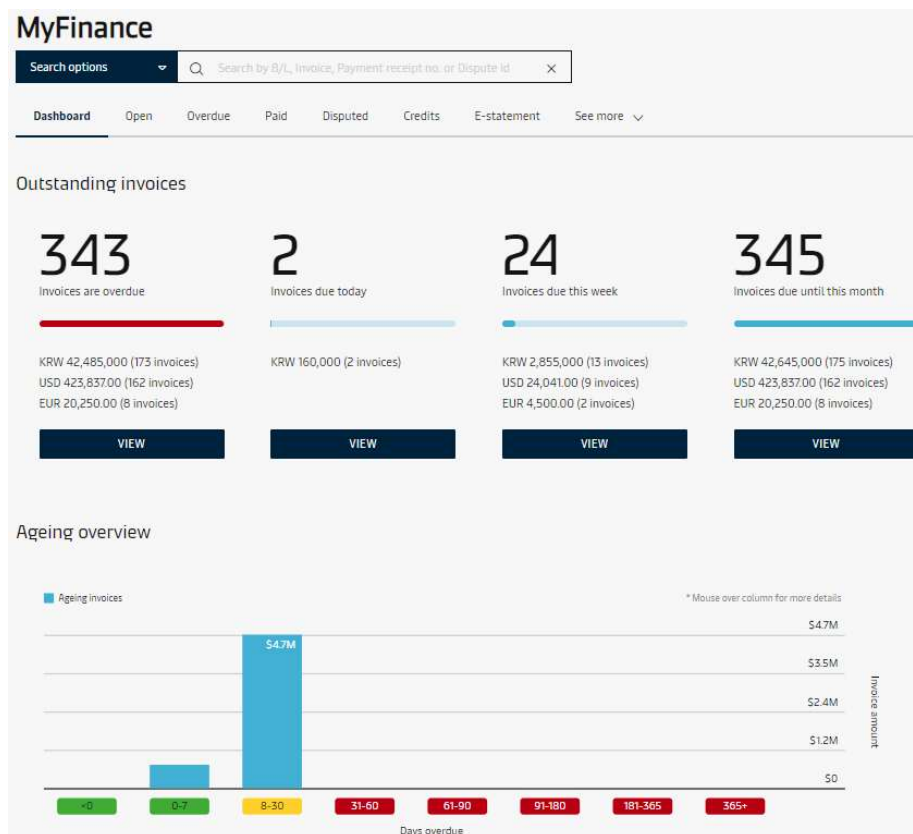 MyFinance
Search options
Search by B/L, Invoice, Payment receipt no. or Dispute id
Dashboard Open Overdue Paid Disputed Credits E-statement See more
Outstanding invoices
343 2 24 345
Invoices are overdue Invoices due today Invoices due this week Invoices due until this month
KRW 42,485,000 (173 invoices) KRW 160,000 (2 invoices) KRW 2,855,000 (13 invoices) KRW 42,645,000 (175 invoices)
USD 423,837.00 (162 invoices) USD 24,041.00 (9 invoices) USD 423,837.00 (162 invoices)
EUR 20,250.00 (8 invoices) EUR 4,500.00 (2 invoices) EUR 20,250.00 (8 invoices)
VIEW VIEW VIEW VIEW
Ageing overview
Ageing invoices * Mouse over column for more details
$4.7M
$4.7M
$3.5M
$2.4M
$1.2M
$0
Invoice amount
<0 0-7 8-30 31-60 61-90 91-180 181-365 365+
Days overdue